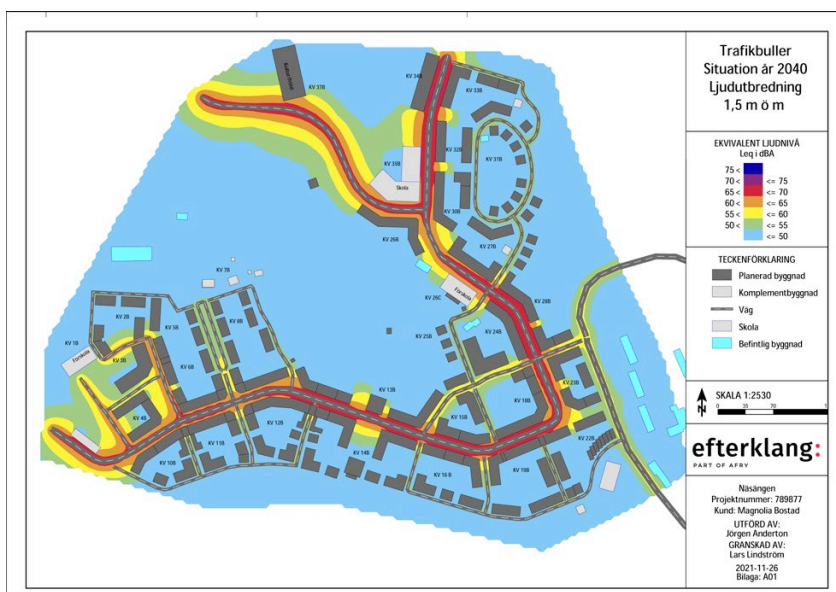 Trafikbuller
Situation år 2040
Ljudutbredning
1,5 m ö m
EKVIVALENT LJUDNIVÅ
Leq i dBA
75 <
70 < <= 75
65 < <= 70
60 < <= 65
55 < <= 60
50 < <= 55
<= 50
TECKENFÖRKLARING
Planerad byggnad
Komplementbyggnad
Väg
Skola
Befintlig byggnad
SKALA 1:2530
0 35 70
efterklang:
PART OF AFRY
Näsängen
Projektnummer: 789877
Kund: Magnolia Bostad
UTFÖRD AV:
Jörgen Anderton
GRANSKAD AV:
Lars Lindström
2021-11-26
Bilaga: A01
KV 37B
KV 34B
KV 33B
KV 32B
KV 31B
KV 35B
Skola
KV 30B
KV 26B
KV 27B
KV 7B
Förskola
KV 26C
KV 28B
KV 2B
KV 5B
KV 8B
KV 1B
KV 25B
KV 24B
Förskola
KV 3B
KV 6B
KV 13B
KV 23B
KV 18B
KV 4B
KV 15B
KV 12B
KV 22B
KV 11B
KV 10B
KV 14B
KV 16 B
KV 19B